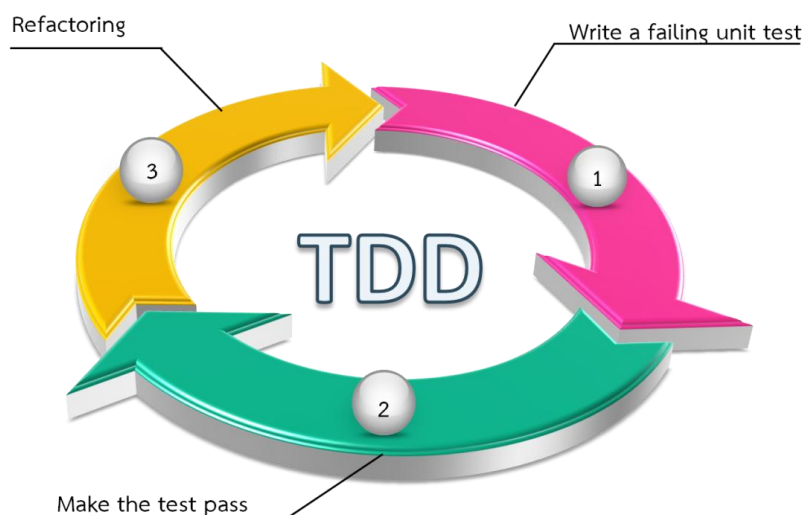 Refactoring
Write a failing unit test
3
1
TDD
2
Make the test pass